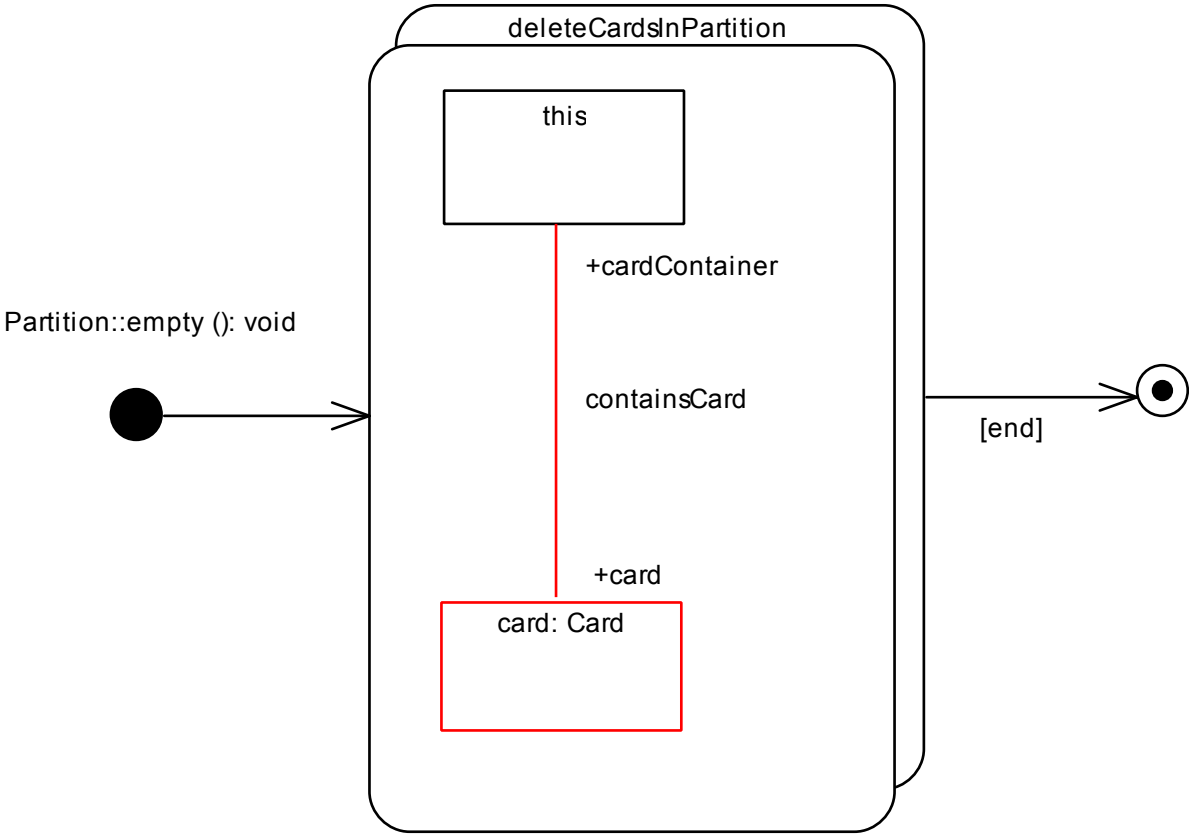 deleteCardsInPartition
this
+cardContainer
Partition::empty (): void
containsCard
[end]
+card
card: Card